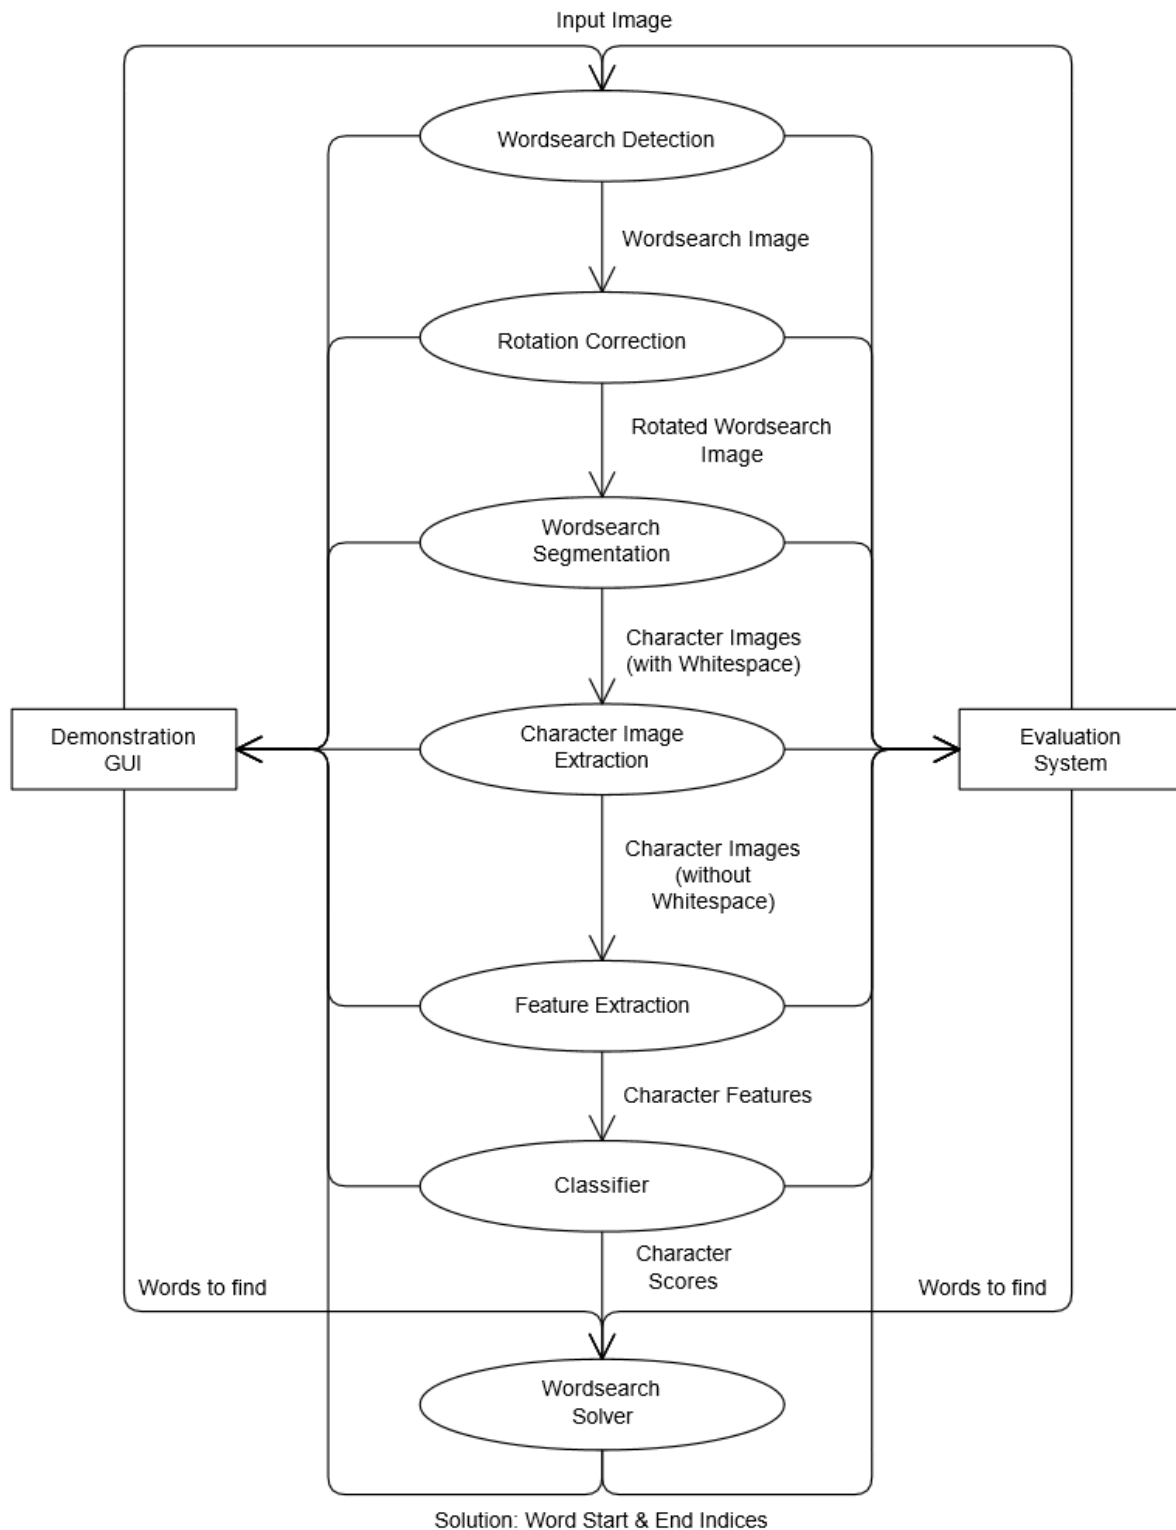 Input Image
Wordsearch Detection
Wordsearch Image
Rotation Correction
Rotated Wordsearch
Image
Wordsearch
Segmentation
Character Images
(with Whitespace)
Demonstration
GUI
Character Image
Extraction
Evaluation
System
Character Images
(without
Whitespace)
Feature Extraction
Character Features
Classifier
Character
Scores
Words to find
Words to find
Wordsearch
Solver
Solution: Word Start & End Indices